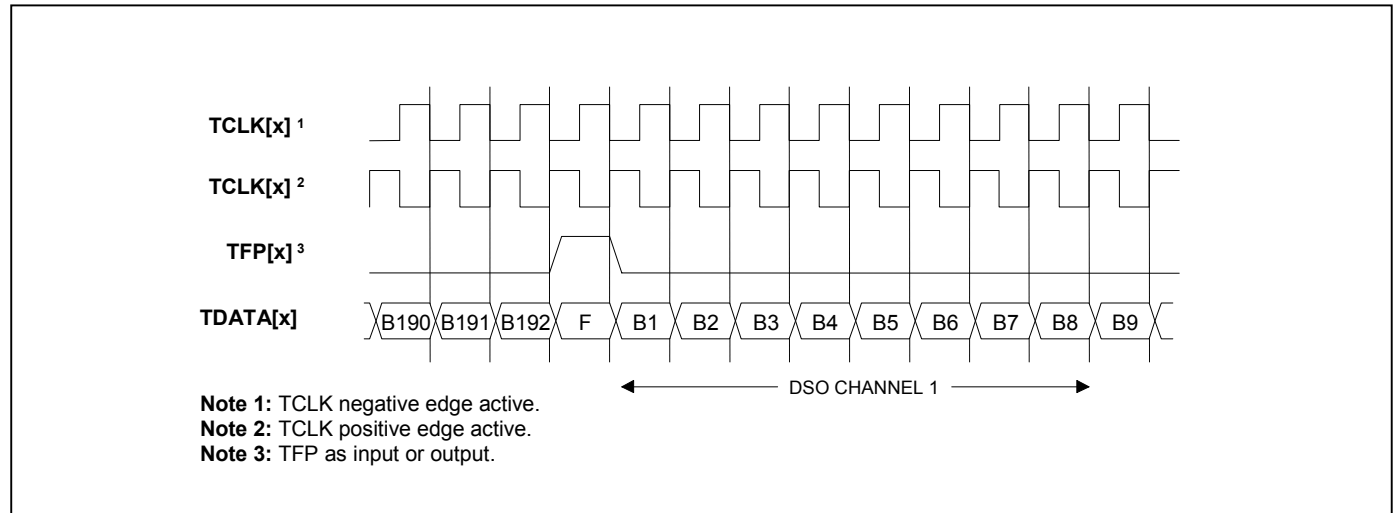 TCLK[x] 1
TCLK[x] 2
TFP[x] 3
TDATA[x] B190 B191 B192 F B1 B2 B3 B4 B5 B6 B7 B8 B9
DSO CHANNEL 1
Note 1: TCLK negative edge active.
Note 2: TCLK positive edge active.
Note 3: TFP as input or output.